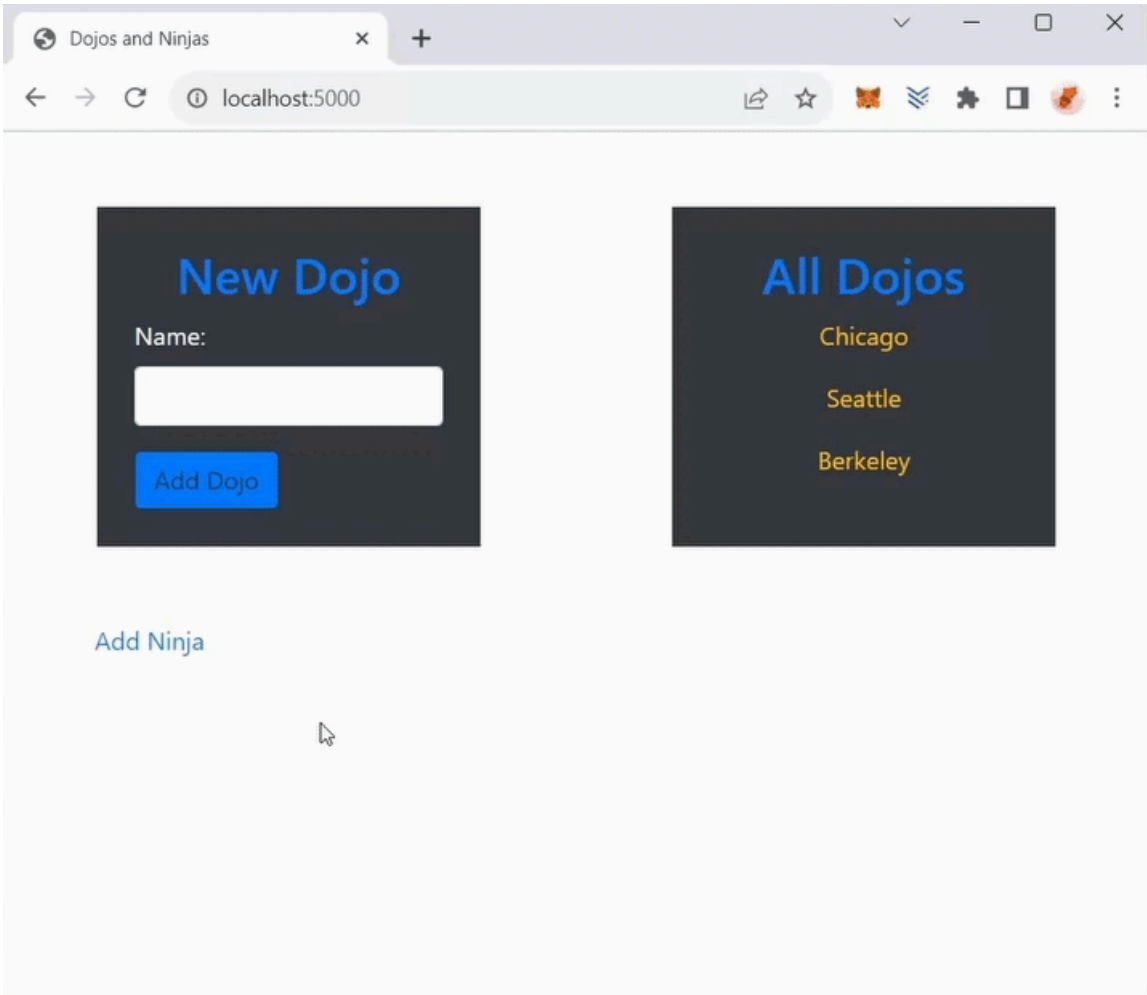 Dojos and Ninjas
localhost:5000
New Dojo
Name:
Add Dojo
All Dojos
Chicago
Seattle
Berkeley
Add Ninja